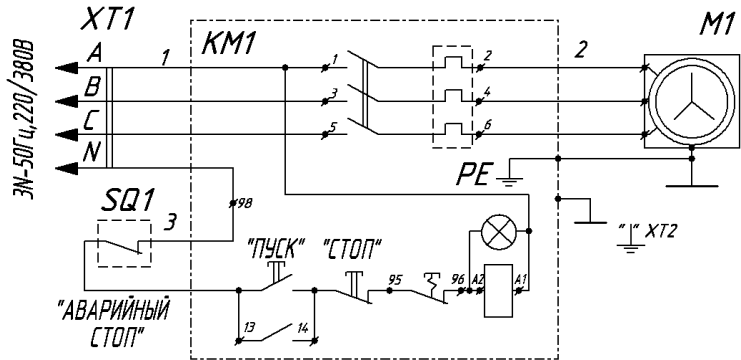 XT1
KM1
M1
A
1
1
2
2
B
3
4
C
5
6
N
3N~50Гц,220/380В
PE
SQ1
3
98
" " XT2
"ПУСК"
"СТОП"
95
96
A2
A1
"АВАРИЙНЫЙ
СТОП"
13
14